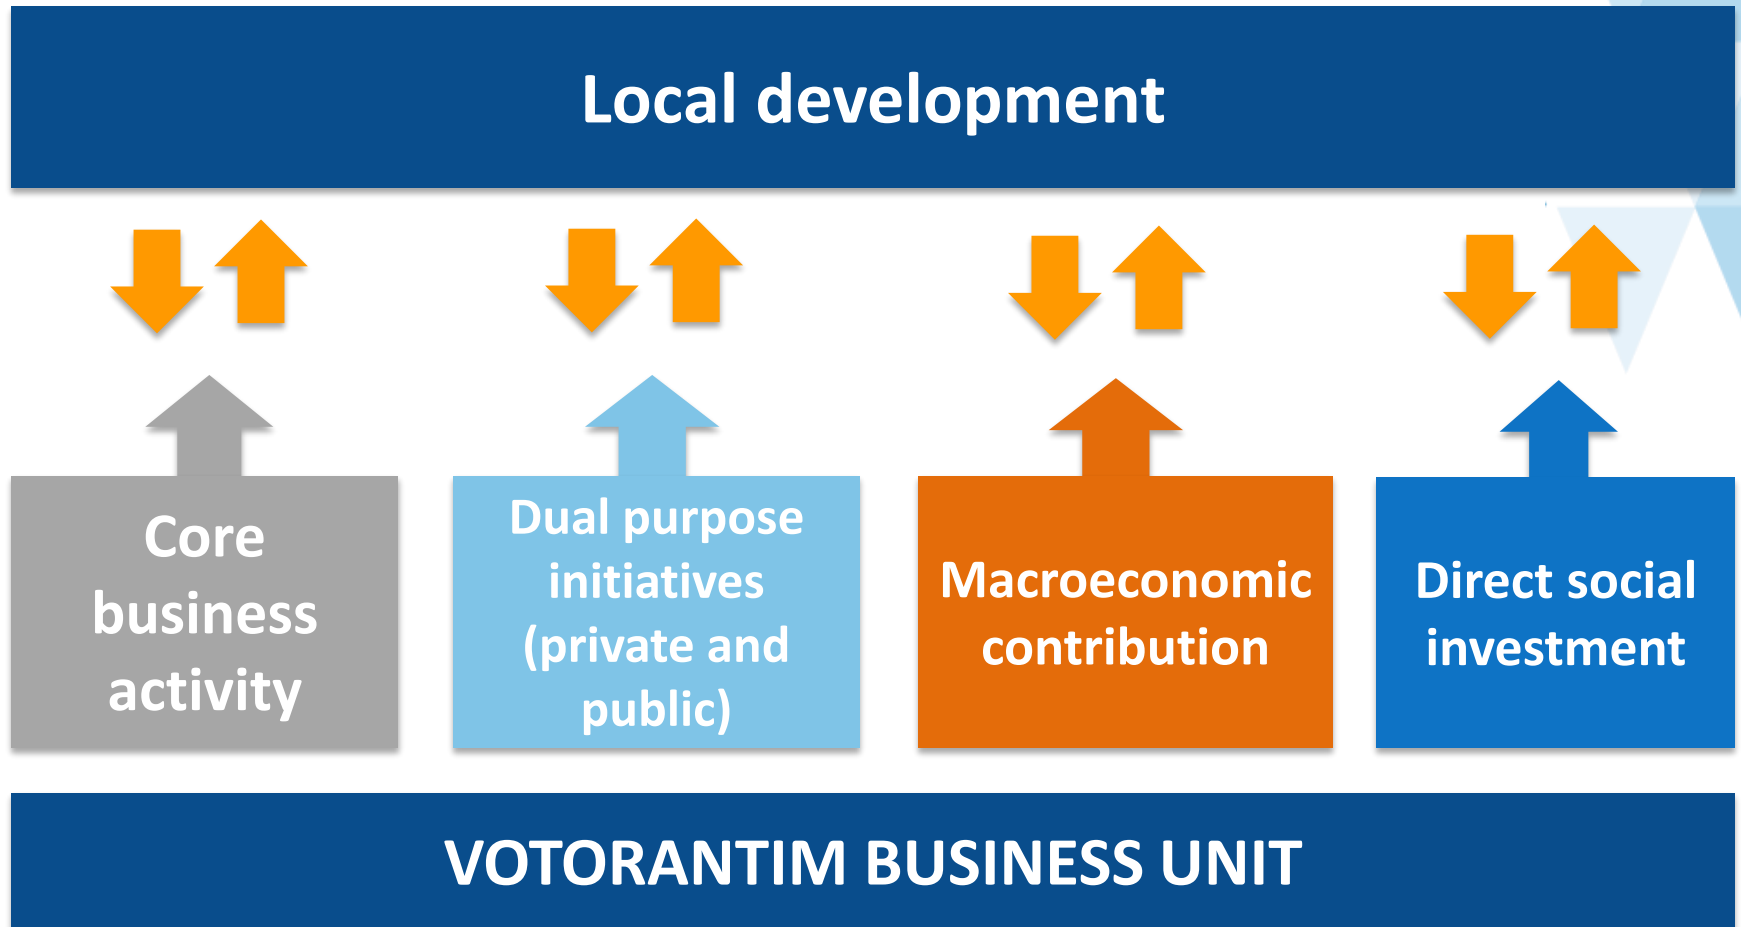 Local development
Core
business
activity
Dual purpose
initiatives
(private and
public)
Macroeconomic
contribution
Direct social
investment
VOTORANTIM BUSINESS UNIT